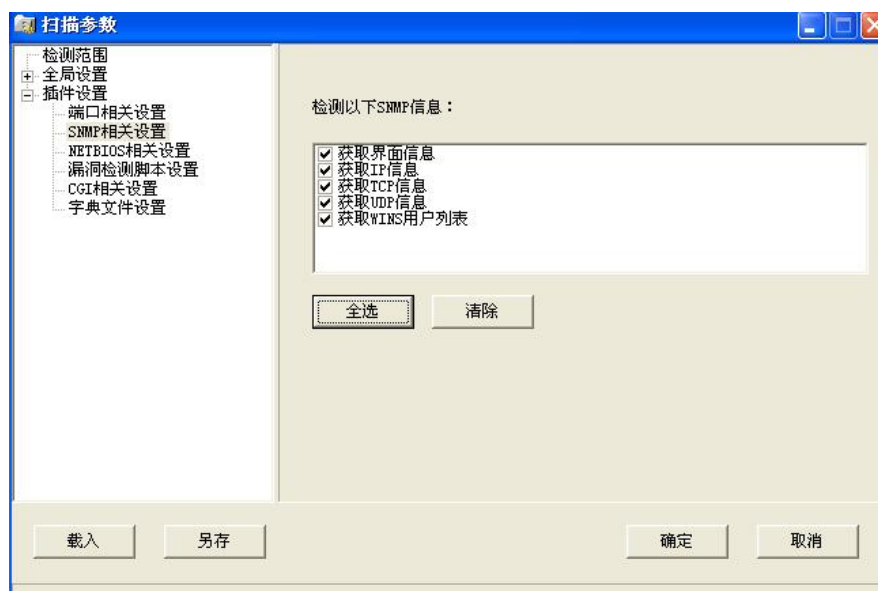 扫描参数
检测范围
全局设置
插件设置
端口相关设置
SNMP相关设置
NETBIOS相关设置
漏洞检测脚本设置
CGI相关设置
字典文件设置
检测以下SNMP信息：
获取界面信息
获取IP信息
获取TCP信息
获取UDP信息
获取WINS用户列表
全选
清除
载入
另存
确定
取消